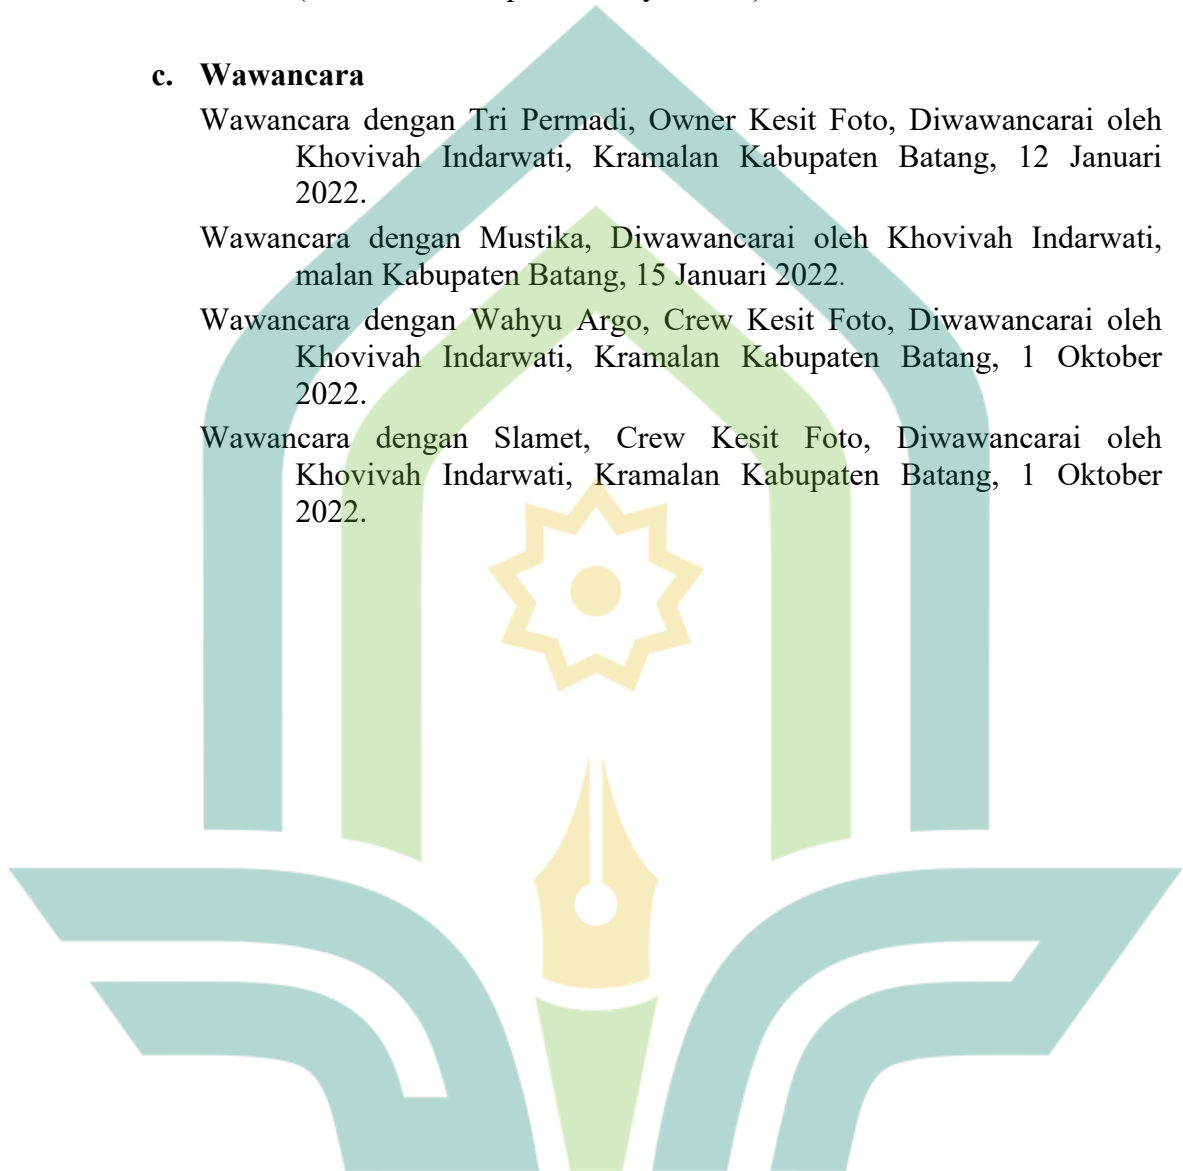 c. Wawancara
Wawancara dengan Tri Permadi, Owner Kesit Foto, Diwawancarai oleh
Khovivah Indarwati, Kramalan Kabupaten Batang, 12 Januari
2022.
Wawancara dengan Mustika, Diwawancarai oleh Khovivah Indarwati,
malan Kabupaten Batang, 15 Januari 2022.
Wawancara dengan Wahyu Argo, Crew Kesit Foto, Diwawancarai oleh
Khovivah Indarwati, Kramalan Kabupaten Batang, 1 Oktober
2022.
Wawancara dengan Slamet, Crew Kesit Foto, Diwawancarai oleh
Khovivah Indarwati, Kramalan Kabupaten Batang, 1 Oktober
2022.